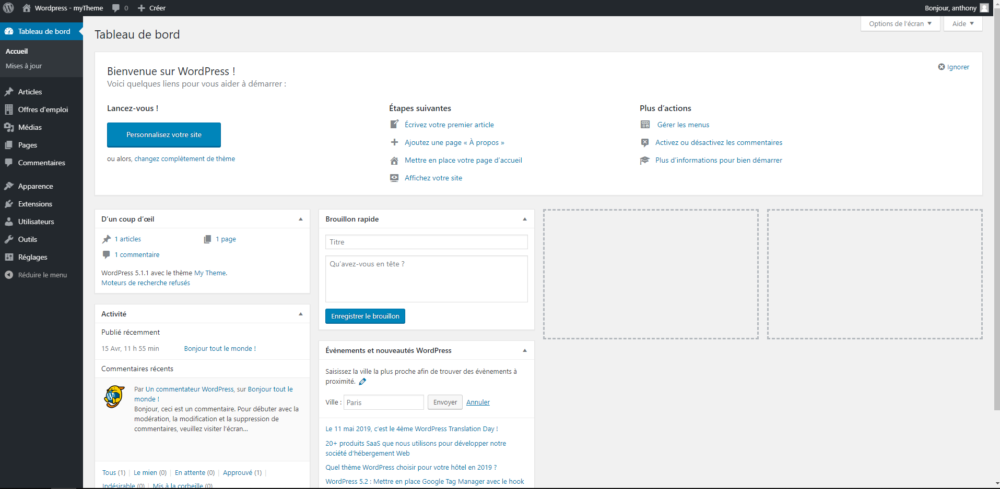 Wordpress - myTheme
0
Créer
Bonjour, anthony
Tableau de bord
Accueil
Mises à jour
Articles
Offres d'emploi
Médias
Pages
Commentaires
Apparence
Extensions
Utilisateurs
Outils
Réglages
Réduire le menu
Options de l'écran
Aide
Tableau de bord
Bienvenue sur WordPress !
Voici quelques liens pour vous aider à démarrer :
Ignorer
Lancez-vous !
Personnalisez votre site
ou alors, changez complètement de thème
Étapes suivantes
Écrivez votre premier article
Ajoutez une page « À propos »
Mettre en place votre page d’accueil
Affichez votre site
Plus d’actions
Gérer les menus
Activez ou désactivez les commentaires
Plus d’informations pour bien démarrer
D’un coup d’œil
1 articles
1 page
1 commentaire
WordPress 5.1.1 avec le thème My Theme.
Moteurs de recherche refusés
Activité
Publié récemment
15 Avr, 11 h 55 min
Bonjour tout le monde !
Commentaires récents
Par Un commentateur WordPress, sur Bonjour tout le
monde !
Bonjour, ceci est un commentaire. Pour débuter avec la
modération, la modification et la suppression de
commentaires, veuillez visiter l’écran...
Tous (1) | Le mien (0) | En attente (0) | Approuvé (1) |
Indésirable (0) | Mis à la corbeille (0)
Brouillon rapide
Titre
Qu’avez-vous en tête ?
Enregistrer le brouillon
Évènements et nouveautés WordPress
Saisissez la ville la plus proche afin de trouver des évènements à
proximité.
Ville : Paris
Envoyer
Annuler
Le 11 mai 2019, c’est le 4ème WordPress Translation Day !
20+ produits SaaS que nous utilisons pour développer notre
société d’hébergement Web
Quel thème WordPress choisir pour votre hôtel en 2019 ?
WordPress 5.2 : Mettre en place Google Tag Manager avec le hook